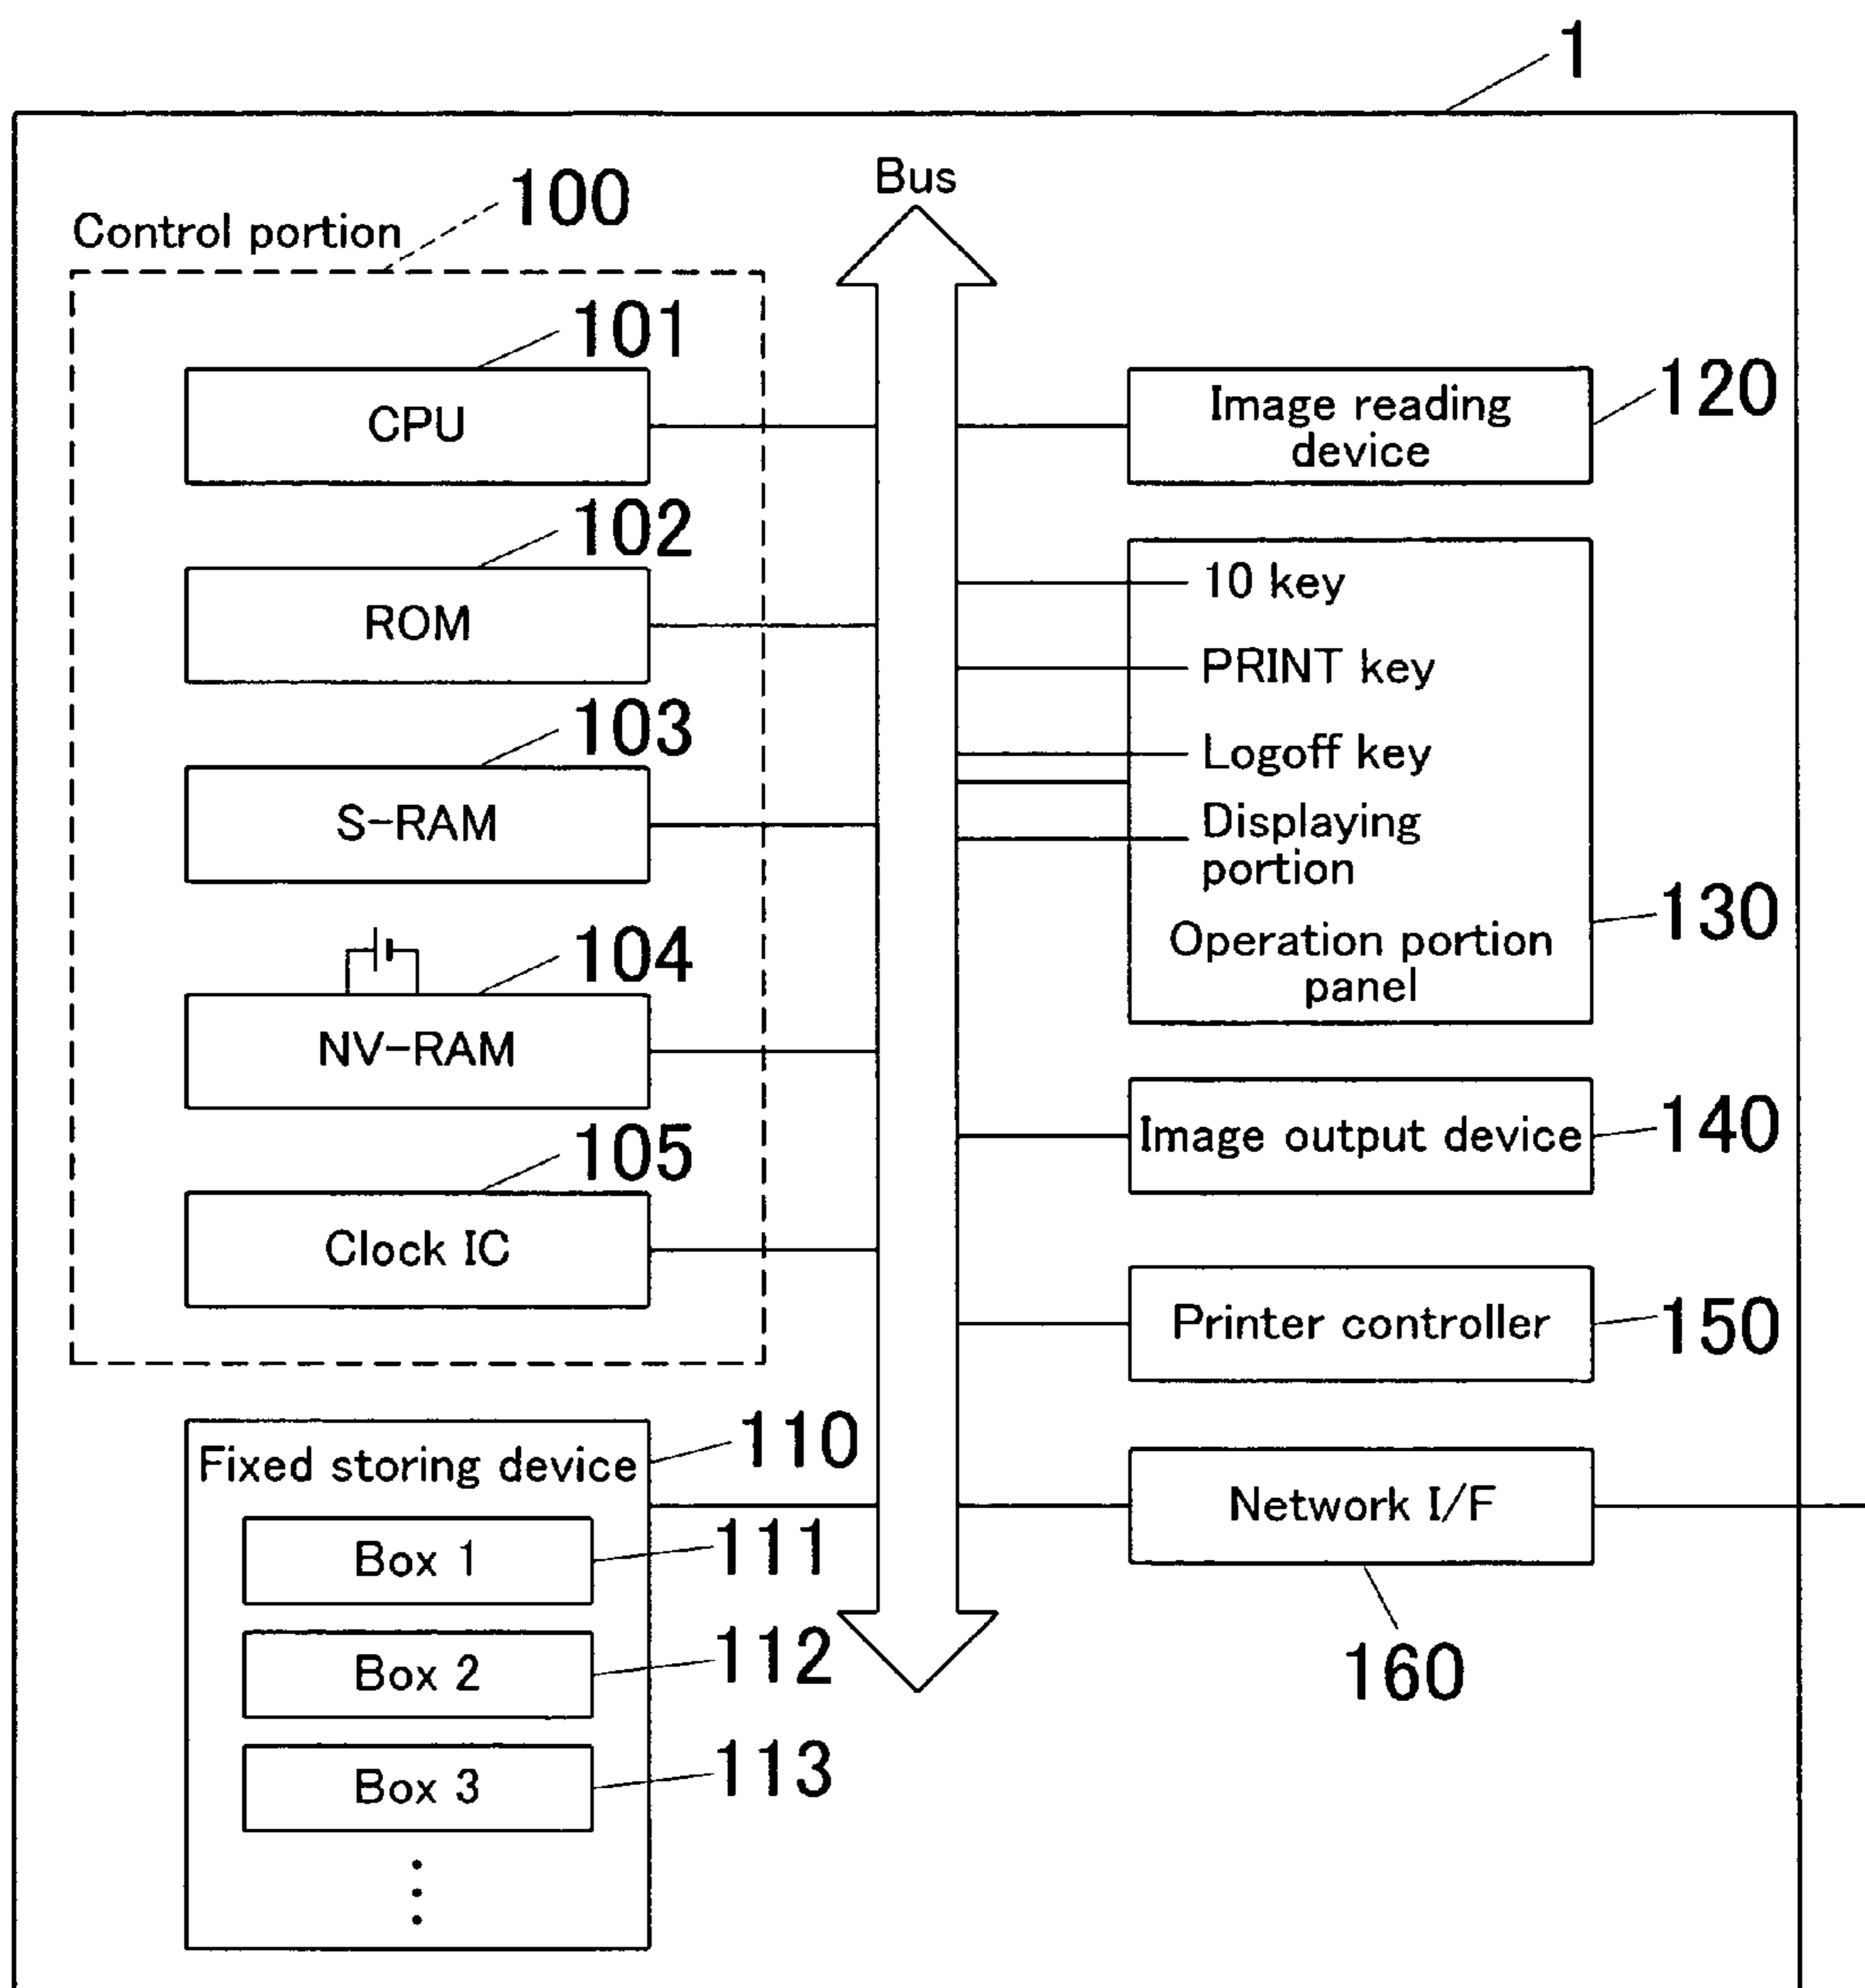 1
Bus
Control portion
100
101
CPU
102
ROM
103
S-RAM
104
NV-RAM
105
Clock IC
Fixed storing device
110
Box 1
111
Box 2
112
Box 3
113
Image reading
device
120
10 key
PRINT key
Logoff key
Displaying
portion
Operation portion
panel
130
Image output device
140
Printer controller
150
Network I/F
160